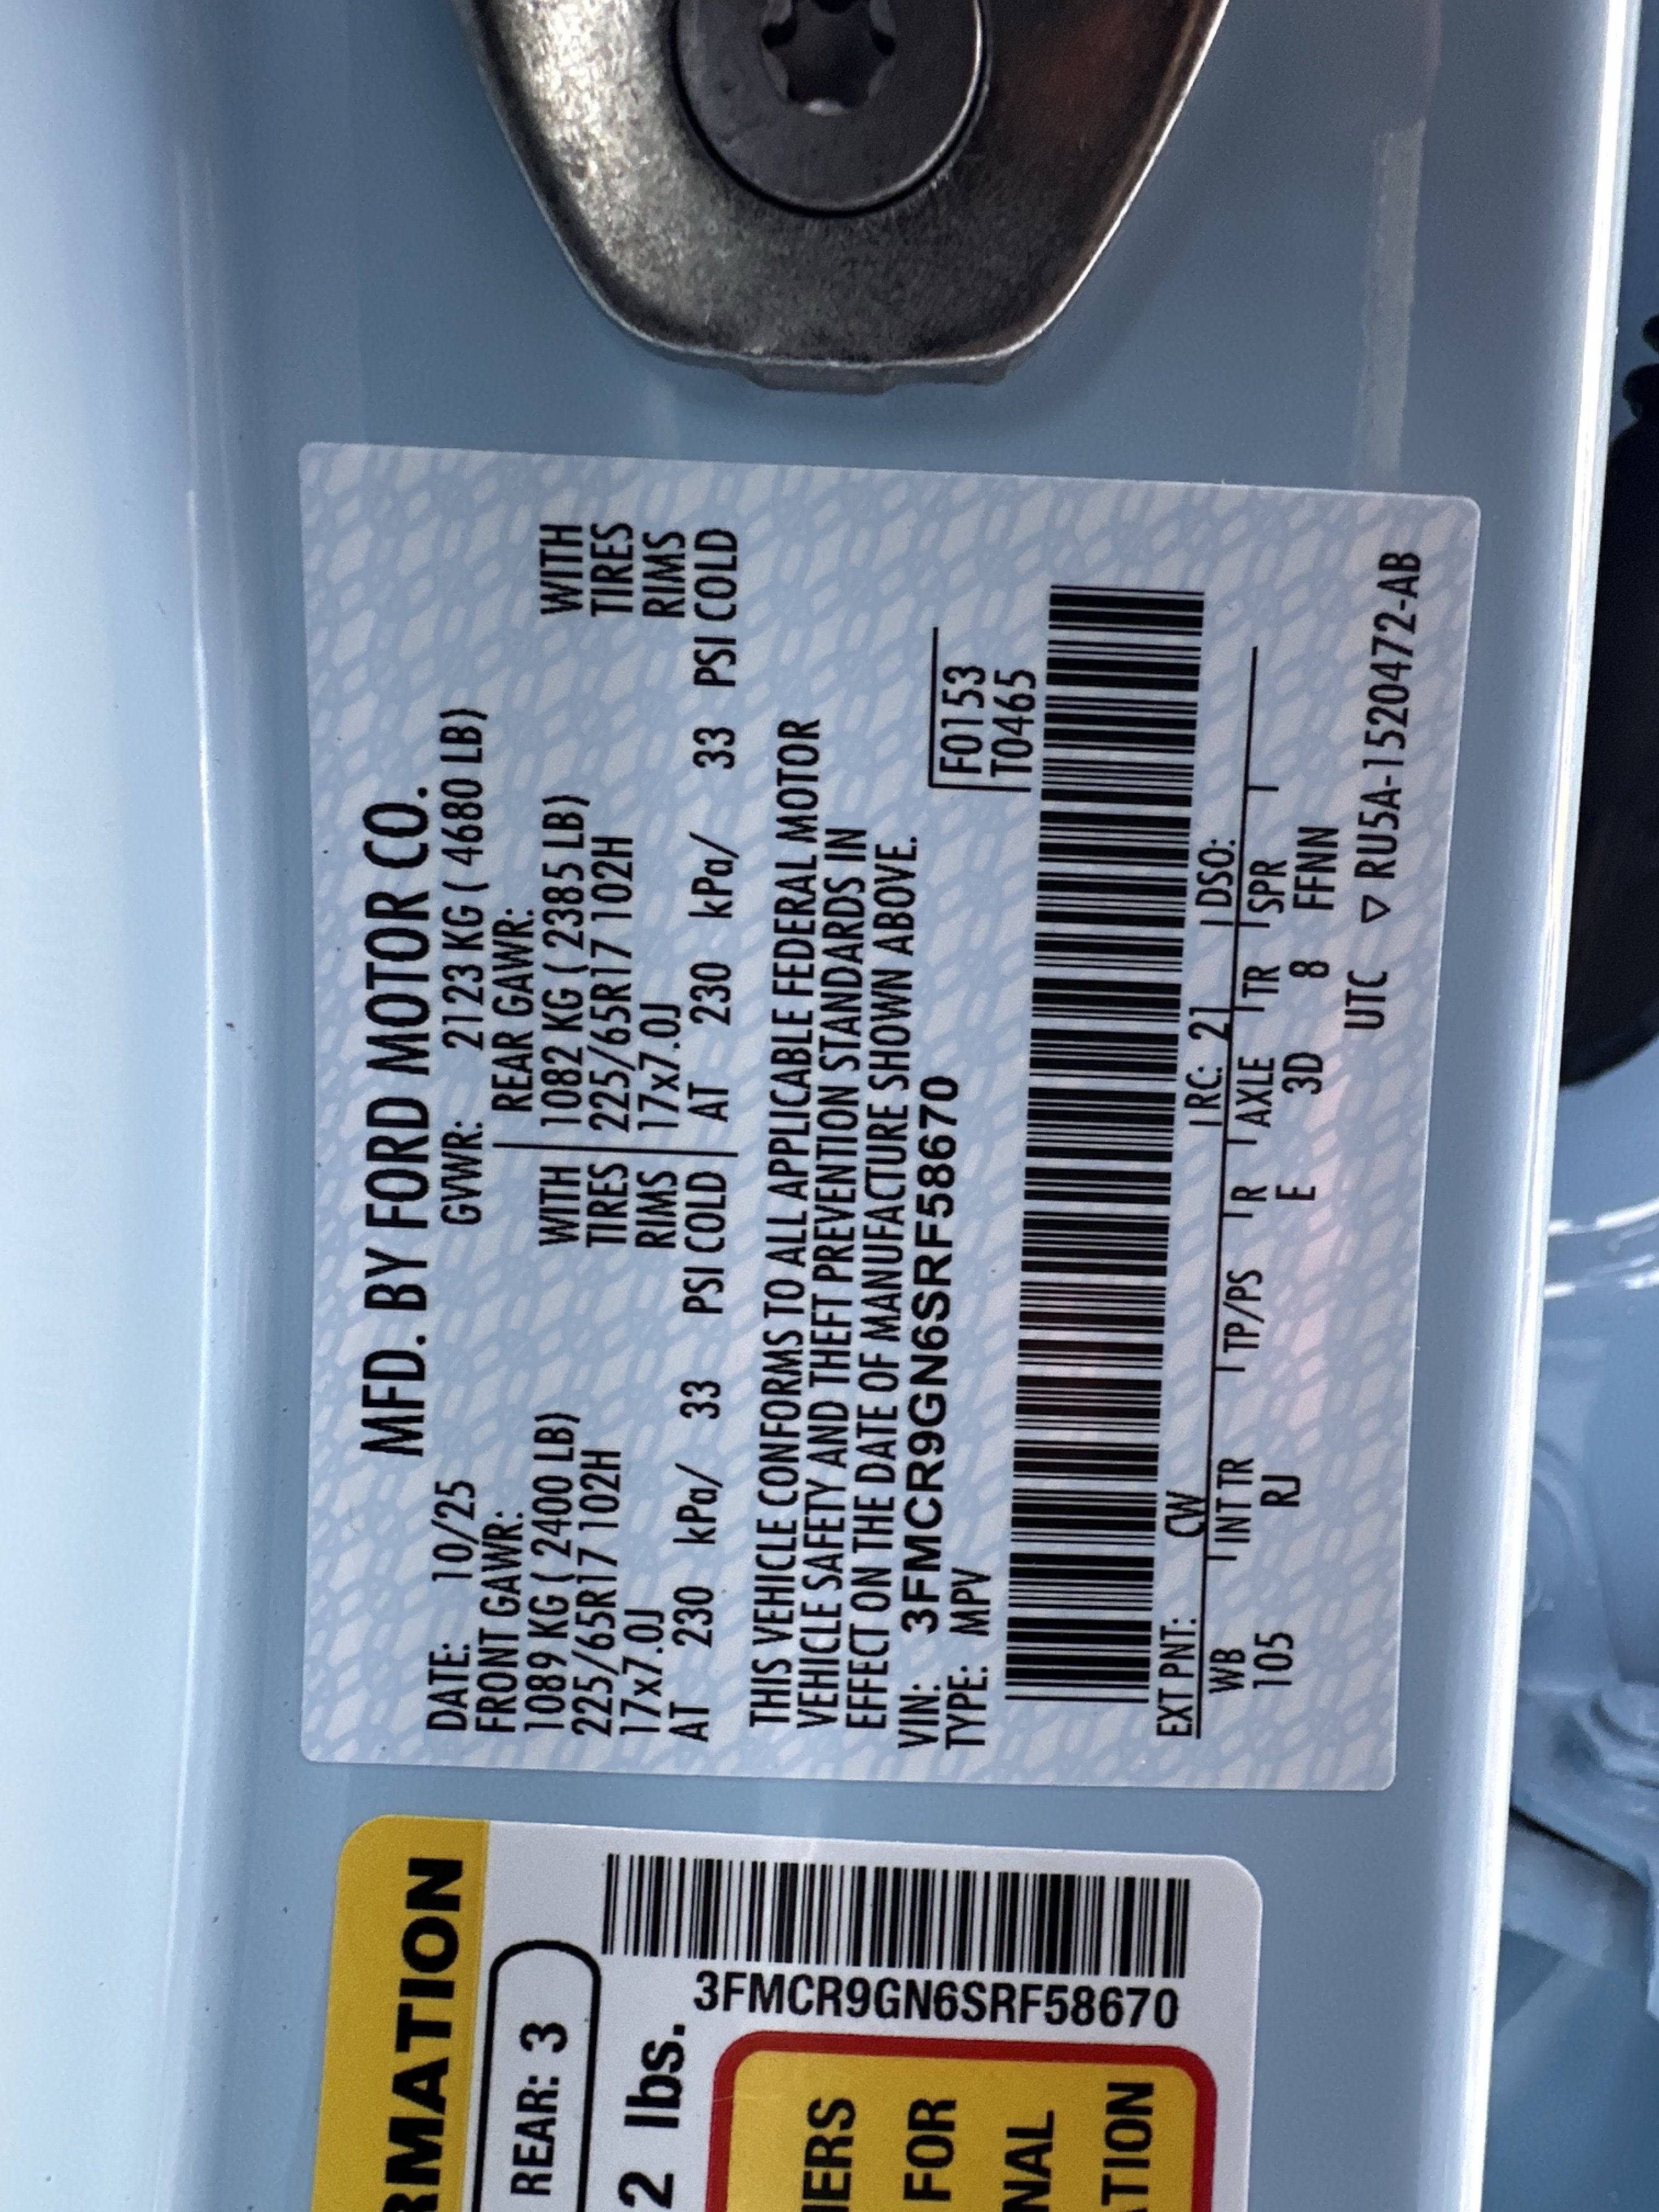 MFD. BY FORD MOTOR CO.
DATE: 10/25 GVWR: 2123 KG ( 4680 LB)
FRONT GAWR: REAR GAWR:
1089 KG ( 2400 LB) WITH 1082 KG ( 2385 LB) WITH
225/65R17 102H TIRES 225/65R17 102H TIRES
17x7.0J RIMS 17x7.0J RIMS
AT 230 kPa/ 33 PSI COLD AT 230 kPa/ 33 PSI COLD
THIS VEHICLE CONFORMS TO ALL APPLICABLE FEDERAL MOTOR
VEHICLE SAFETY AND THEFT PREVENTION STANDARDS IN
EFFECT ON THE DATE OF MANUFACTURE SHOWN ABOVE.
VIN: 3FMCR9GN6SRF58670
TYPE: MPV
F0153
T0465
EXT PNT: CW RC: 21 DSO:
WB INT TR TP/PS R AXLE TR SPR
105 RJ E 3D 8 FFNN
UTC ▽ RU5A-1520472-AB
RMATION
REAR: 3
2 lbs.
3FMCR9GN6SRF58670
FOR